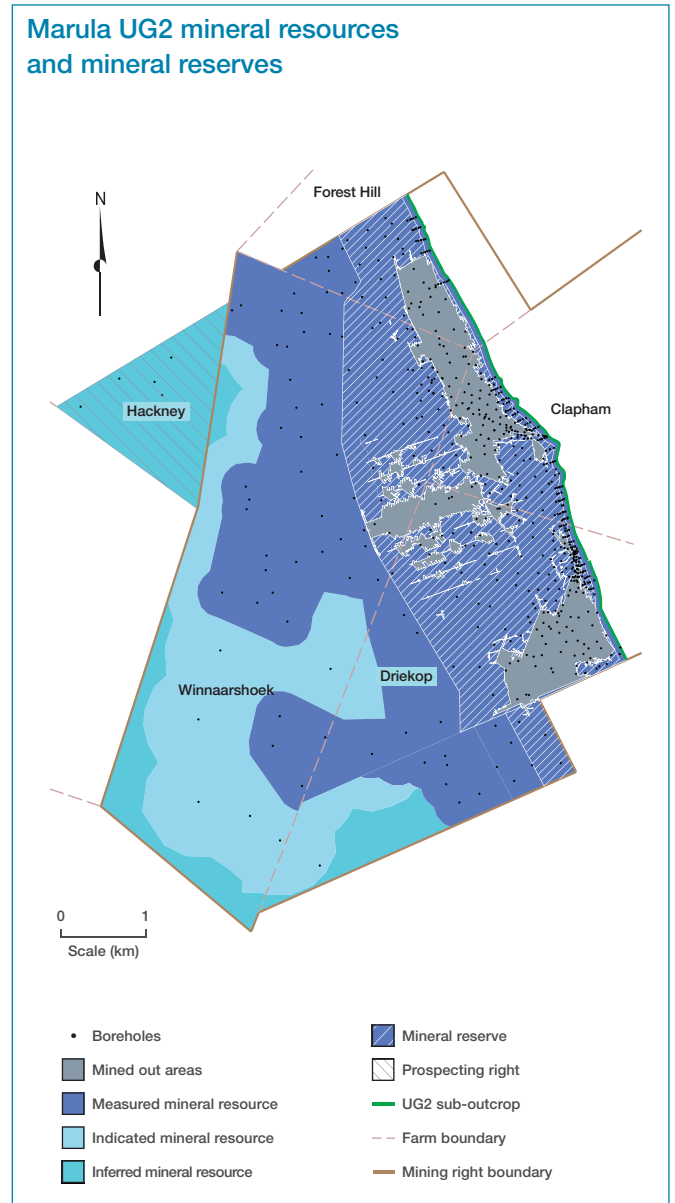 Marula UG2 mineral resources
and mineral reserves
N
Forest Hill
Hackney
Clapham
Winnaarshoek
Driekop
0 1
Scale (km)
Boreholes
Mined out areas
Measured mineral resource
Indicated mineral resource
Inferred mineral resource
Mineral reserve
Prospecting right
UG2 sub-outcrop
Farm boundary
Mining right boundary